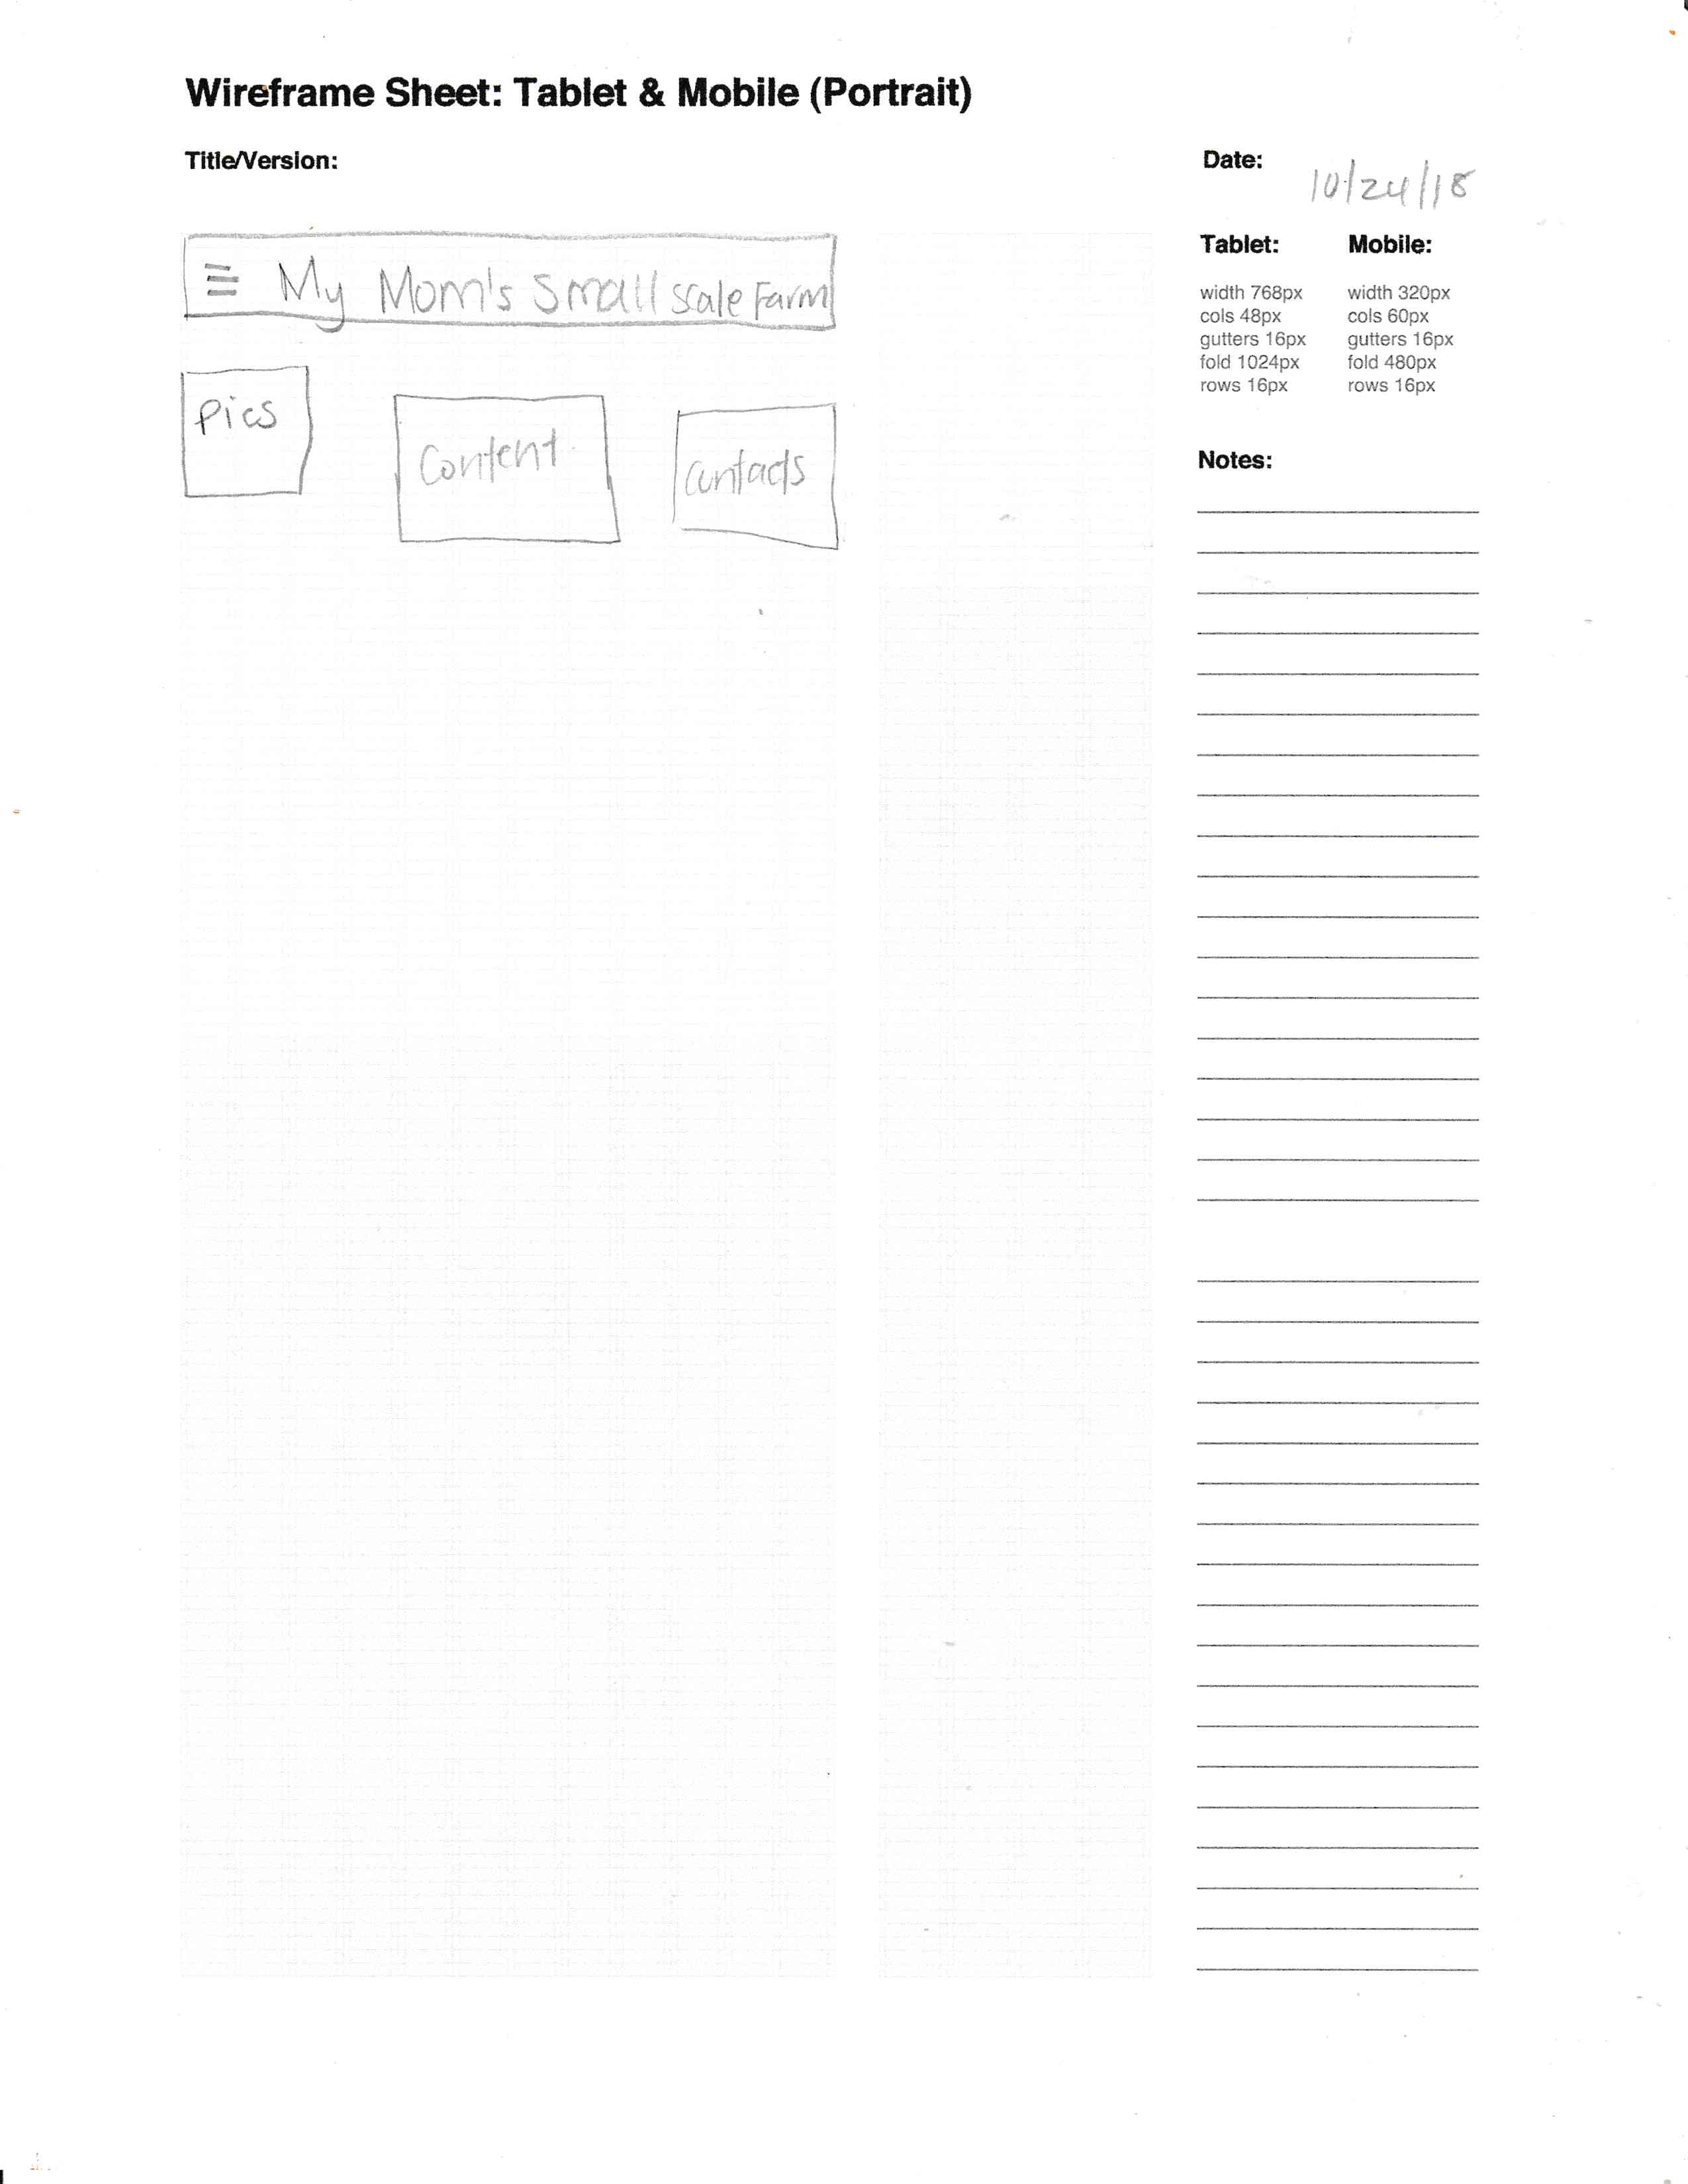 Wireframe Sheet: Tablet & Mobile (Portrait)
Title/Version:
Date: 10/24/18
My Mom's Small scale Farm
Pics
Content
Contacts
Tablet: Mobile:
width 768px width 320px
cols 48px cols 60px
gutters 16px gutters 16px
fold 1024px fold 480px
rows 16px rows 16px
Notes: